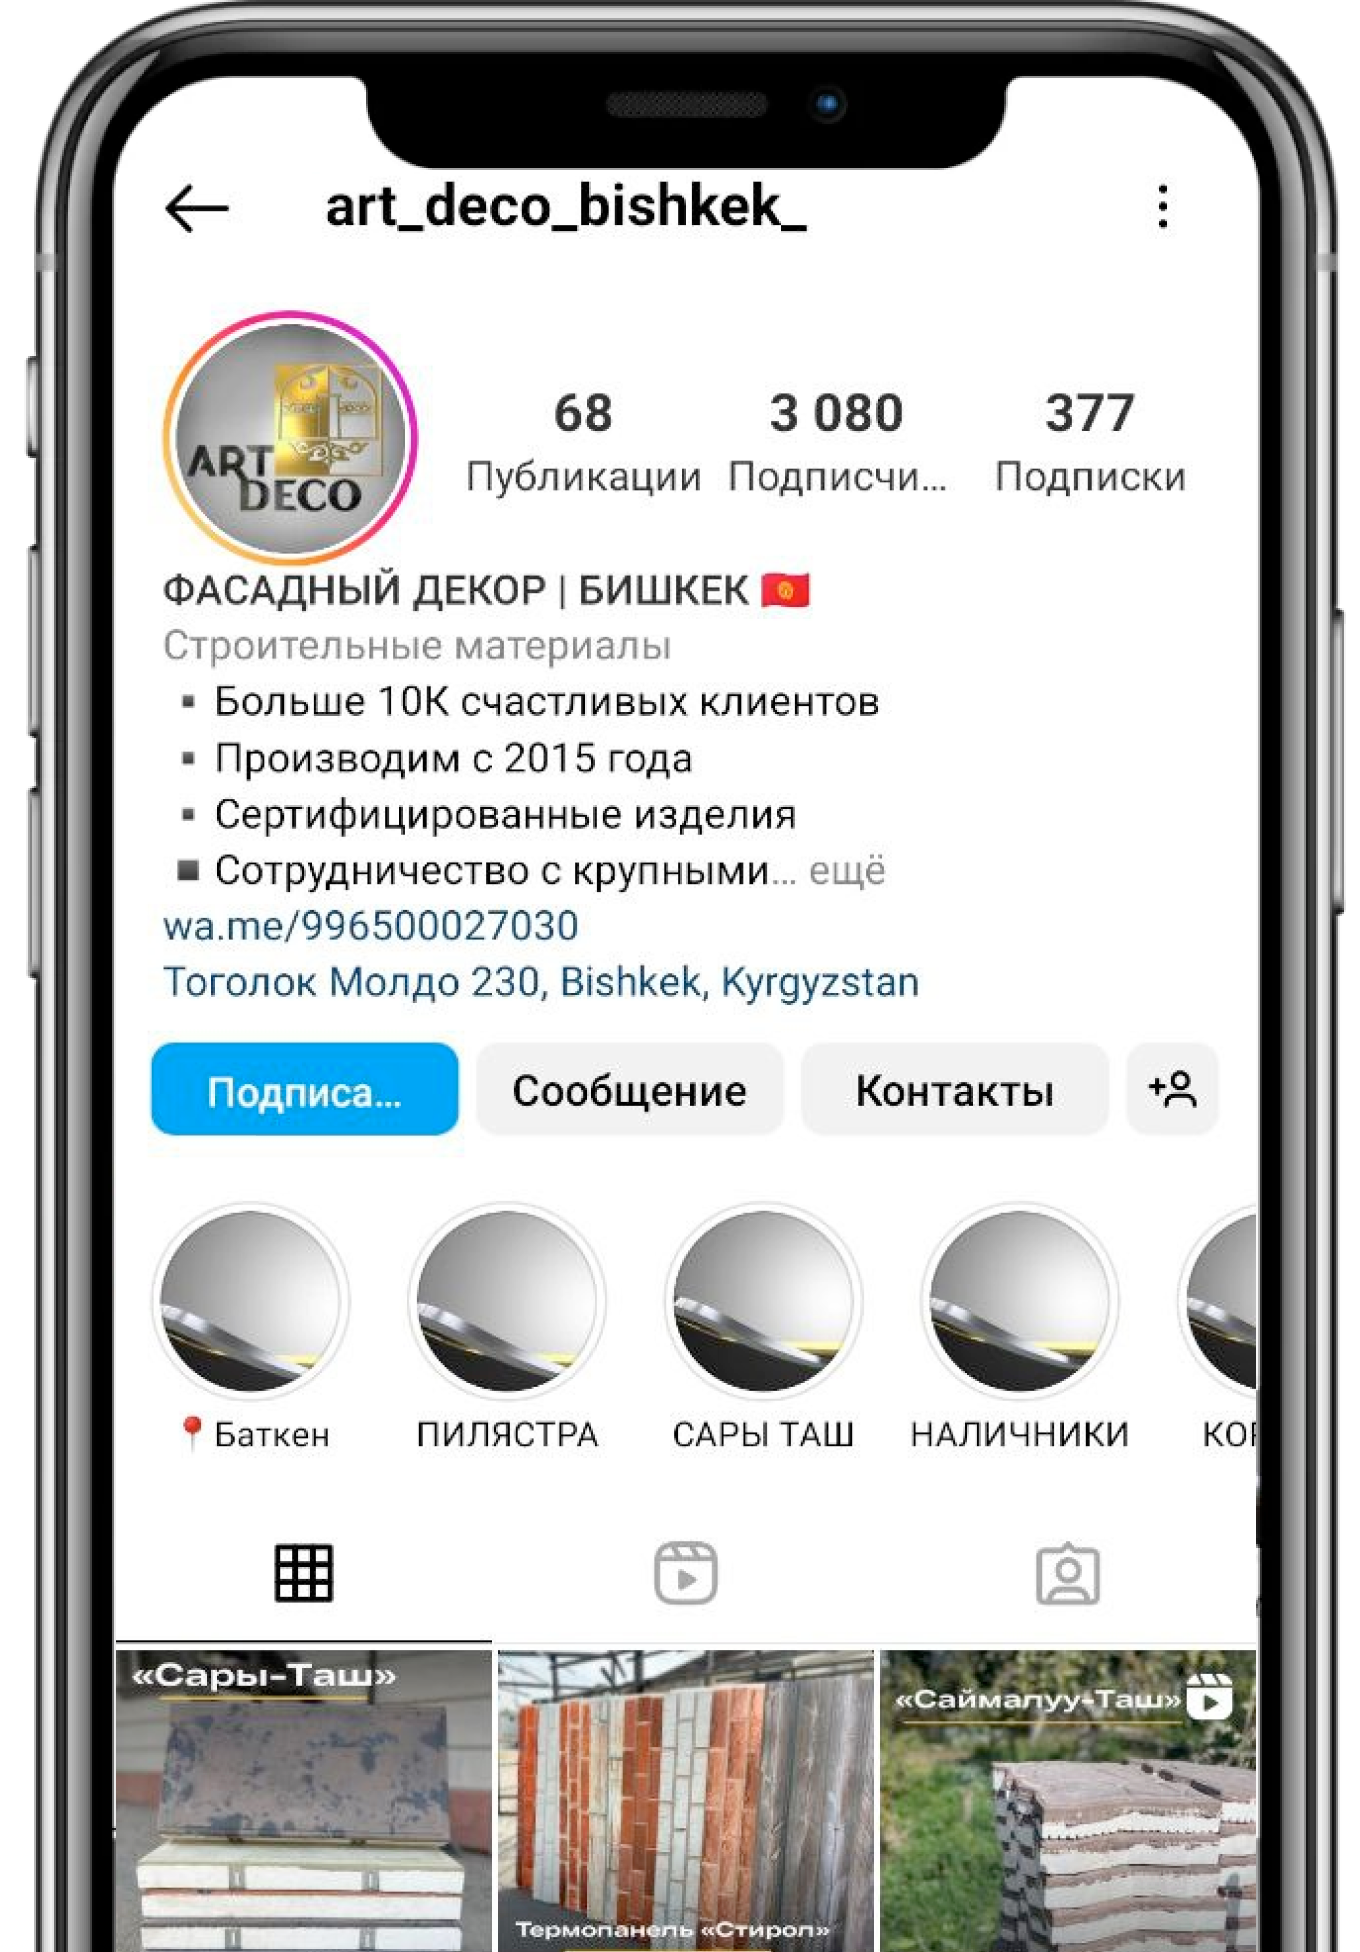 art_deco_bishkek_
ART
DECO
68 3 080 377
Публикации Подписчи... Подписки
ФАСАДНЫЙ ДЕКОР | БИШКЕК 🇰🇬
Строительные материалы
▪ Больше 10К счастливых клиентов
▪ Производим с 2015 года
▪ Сертифицированные изделия
◾ Сотрудничество с крупными... ещё
wa.me/996500027030
Тоголок Молдо 230, Bishkek, Kyrgyzstan
Подписа... Сообщение Контакты
📍Баткен ПИЛЯСТРА САРЫ ТАШ НАЛИЧНИКИ
«Сары-Таш»
«Саймалуу-Таш»
Термопанель «Стирол»